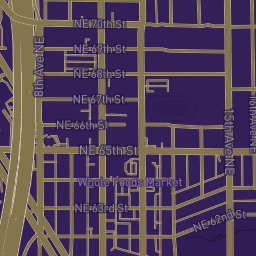 NE 70th St
NE 69th St
8th Ave NE
NE 68th St
NE 67th St
15th Ave NE
NE 66th St
NE 65th St
Whole Foods Market
NE 63rd St
NE 62nd St